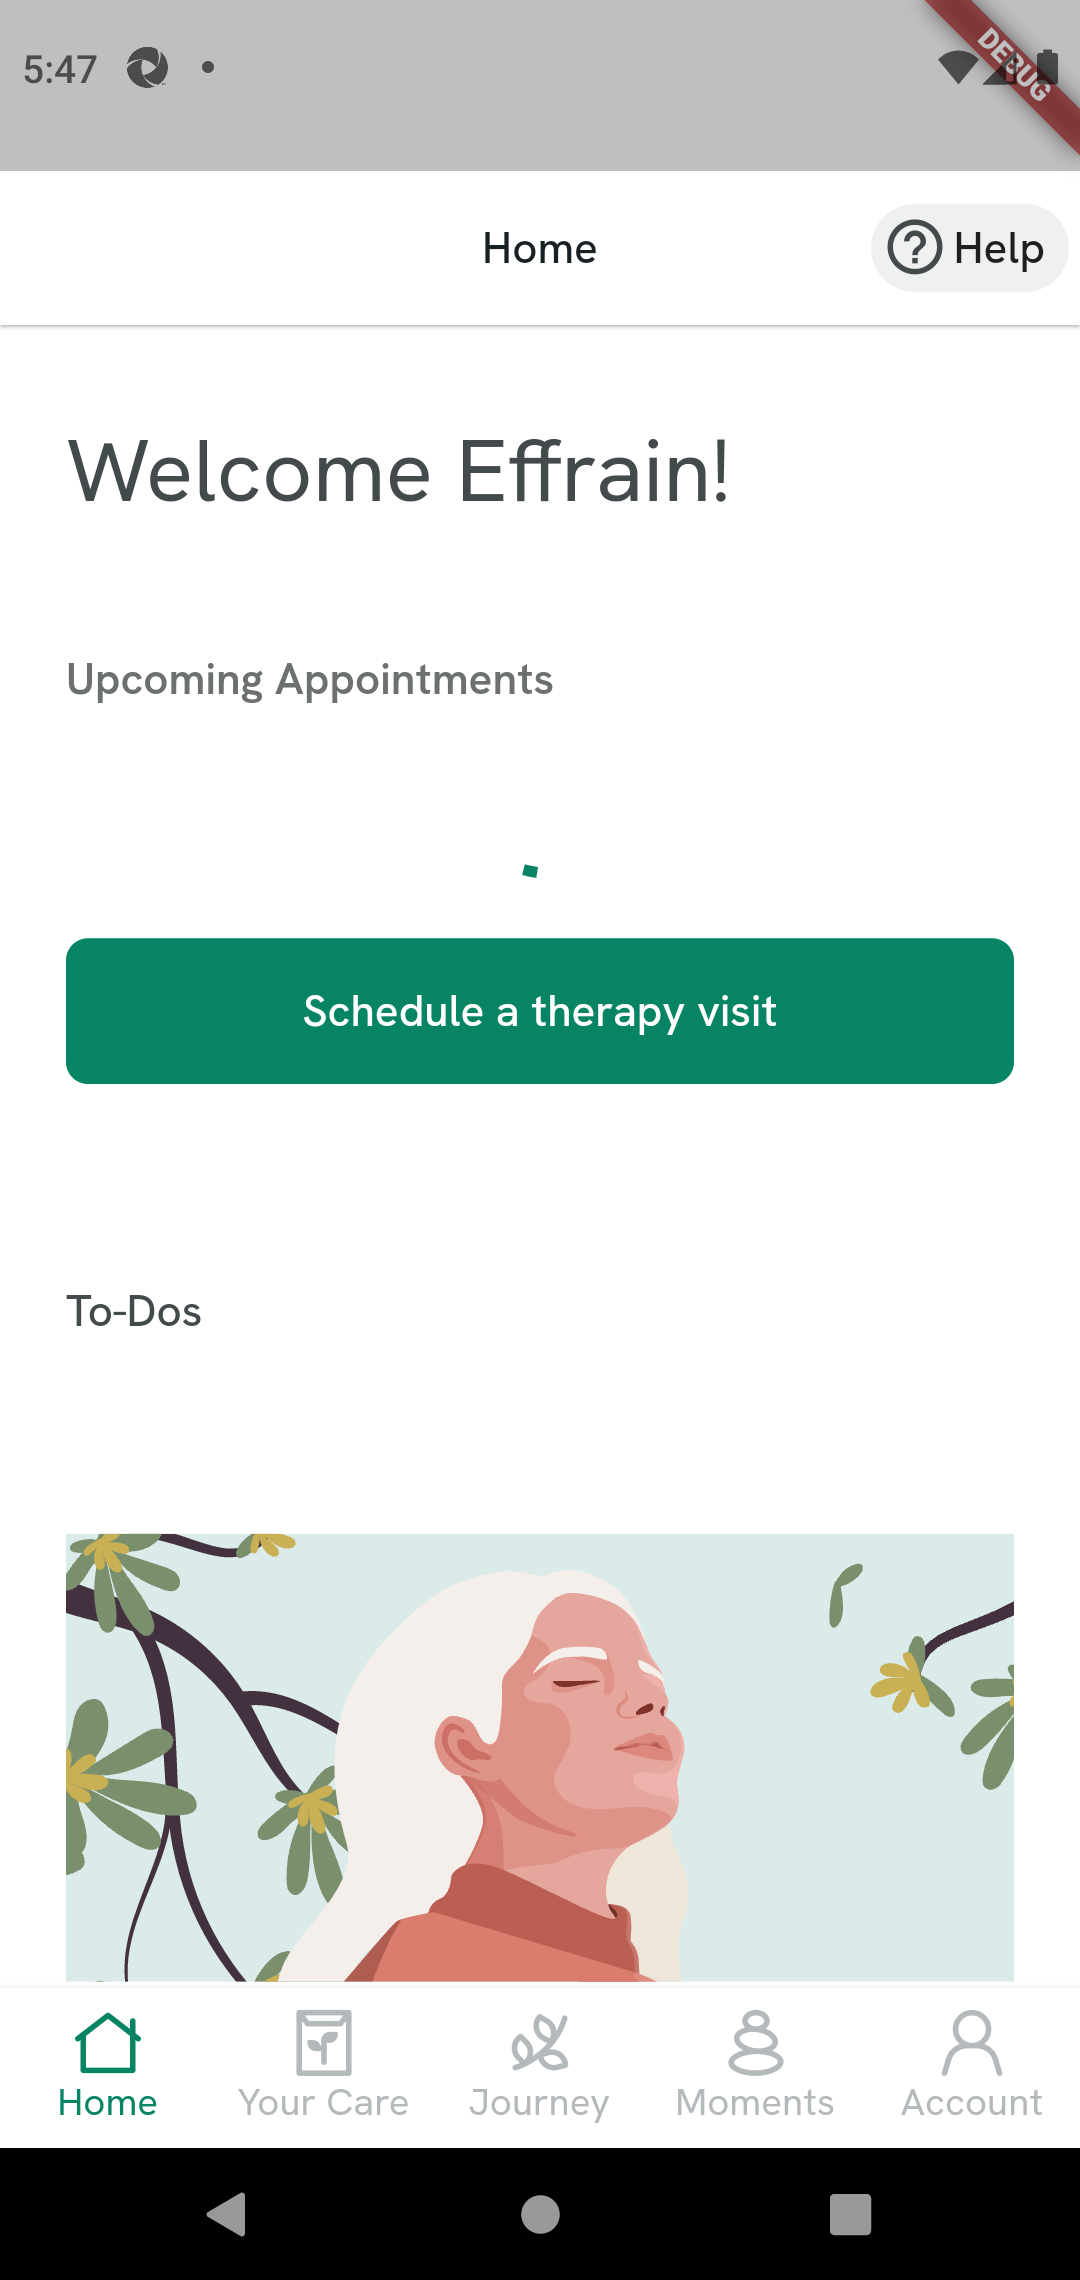 5:47
DEBUG
Home
Help
Welcome Effrain!
Upcoming Appointments
Schedule a therapy visit
To-Dos
Home
Your Care
Journey
Moments
Account